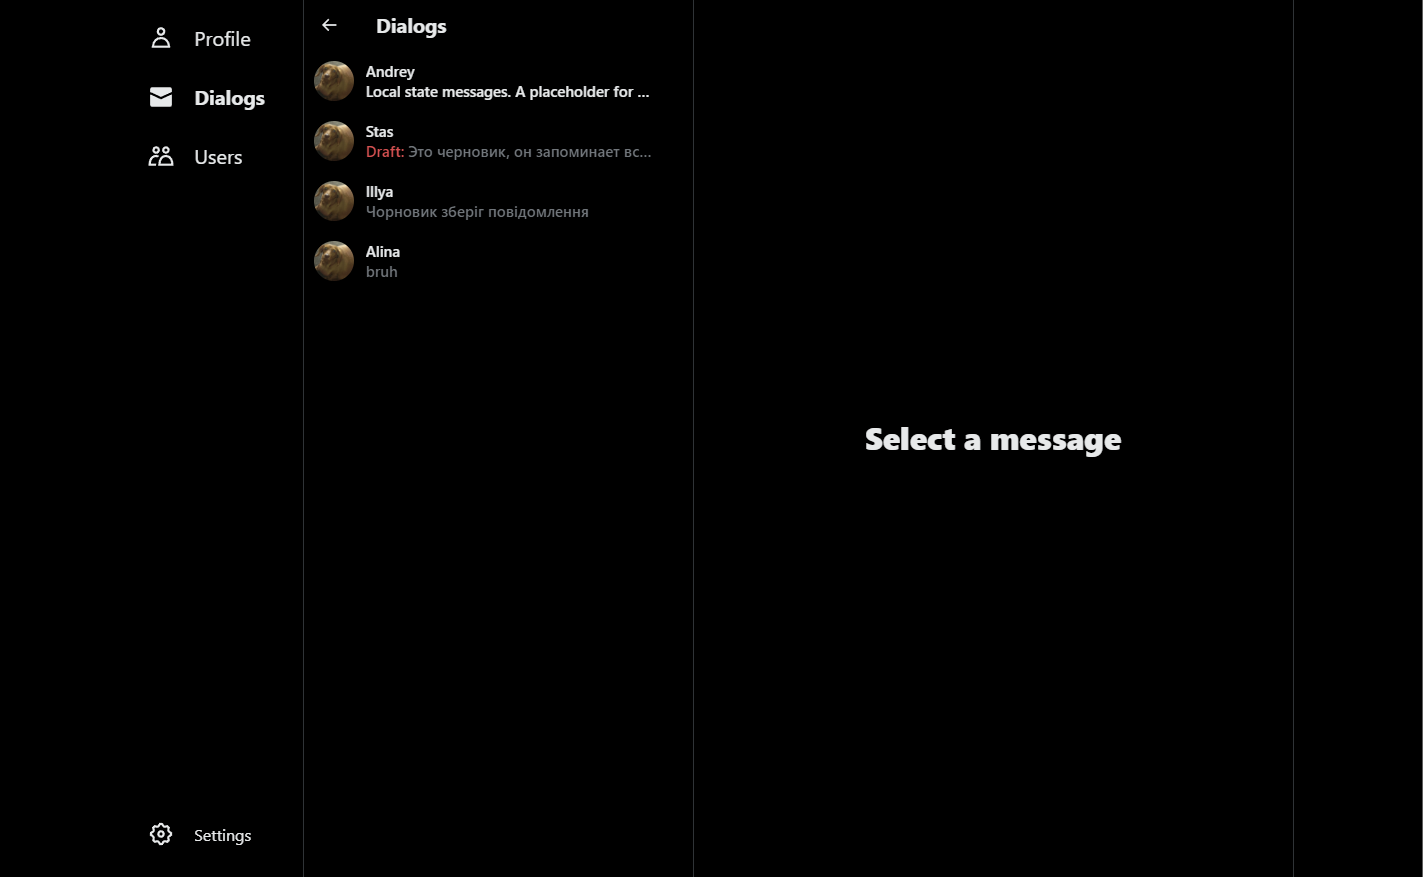 Profile
Dialogs
Users
Settings
Dialogs
Andrey
Local state messages. A placeholder for ...
Stas
Draft: Это черновик, он запоминает вс...
Illya
Чорновик зберіг повідомлення
Alina
bruh
Select a message